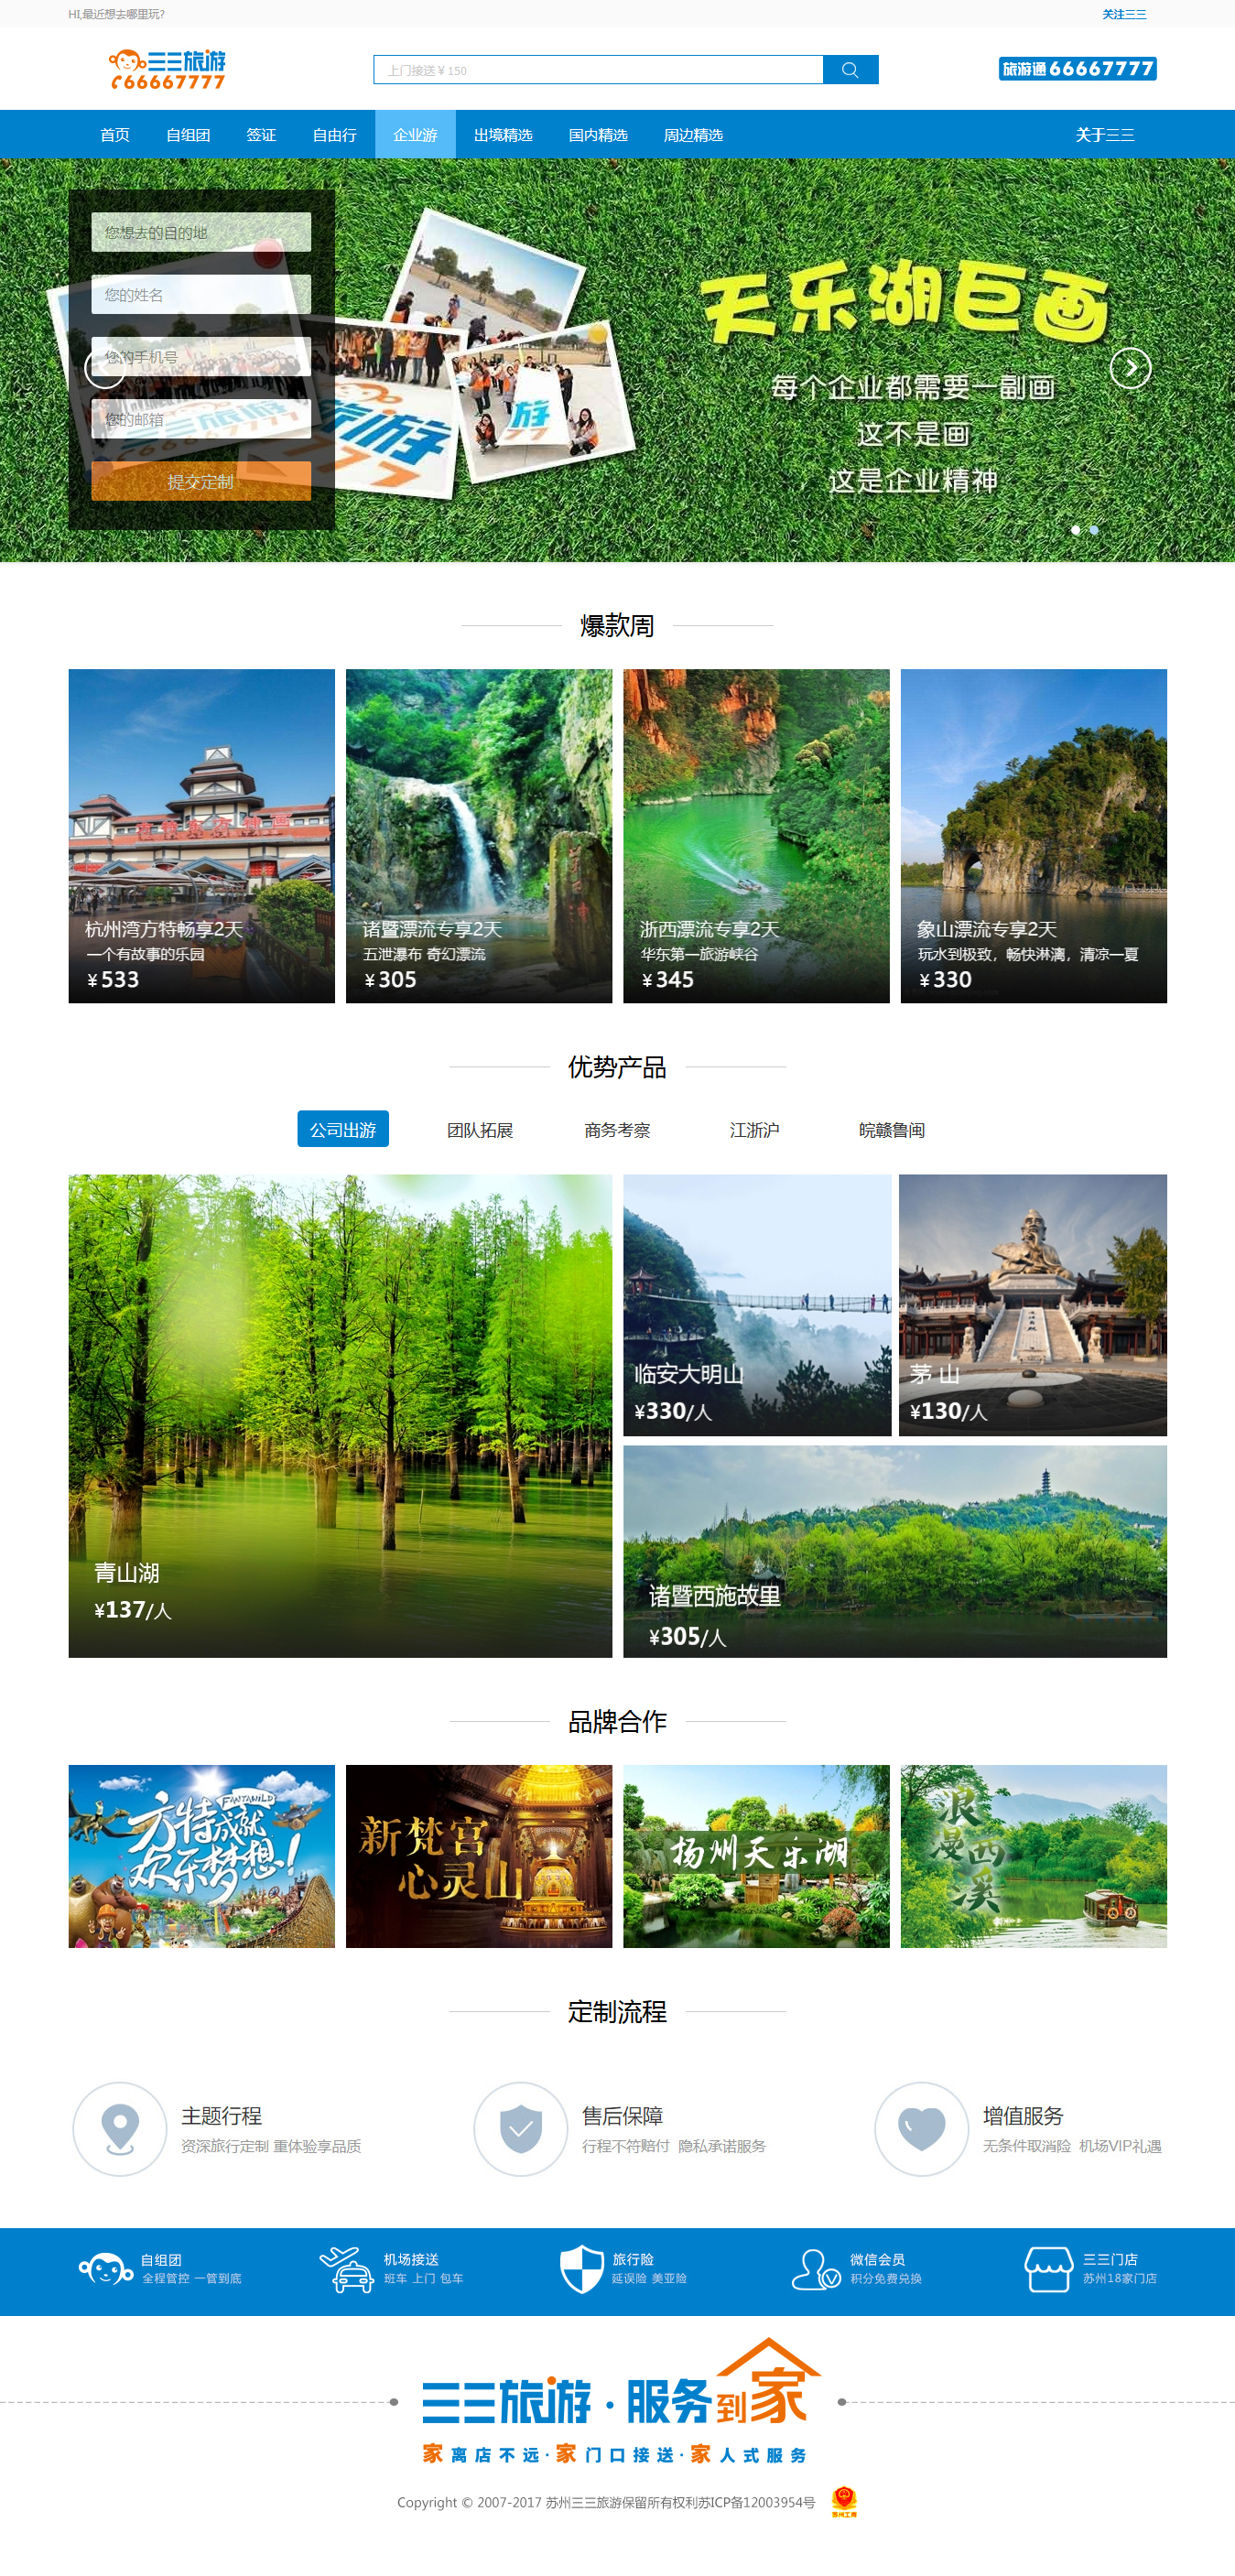 HI,最近想去哪里玩?
关注三三
三三旅游
66667777
上门接送￥150
旅游通66667777
首页 自组团 签证 自由行 企业游 出境精选 国内精选 周边精选 关于三三
您想去的目的地
您的姓名
您的手机号
您的邮箱
提交定制
天乐湖巨画
每个企业都需要一副画
这不是画
这是企业精神
游
77
旅游
77
爆款周
杭州湾方特畅享2天
一个有故事的乐园
￥533
诸暨漂流专享2天
五泄瀑布 奇幻漂流
￥305
浙西漂流专享2天
华东第一旅游峡谷
￥345
象山漂流专享2天
玩水到极致，畅快淋漓，清凉一夏
￥330
优势产品
公司出游 团队拓展 商务考察 江浙沪 皖赣鲁闽
青山湖
¥137/人
临安大明山
¥330/人
茅 山
¥130/人
诸暨西施故里
¥305/人
品牌合作
FANTAWILD
方特成就
欢乐梦想!
新梵宫
心灵山
扬州天乐湖
浪漫西溪
定制流程
主题行程
资深旅行定制 重体验享品质
售后保障
行程不符赔付 隐私承诺服务
增值服务
无条件取消险 机场VIP礼遇
自组团
全程管控 一管到底
机场接送
班车 上门 包车
旅行险
延误险 美亚险
微信会员
积分免费兑换
三三门店
苏州18家门店
三三旅游·服务到家
家离店不远·家门口接送·家人式服务
Copyright © 2007-2017 苏州三三旅游保留所有权利苏ICP备12003954号
苏州工商